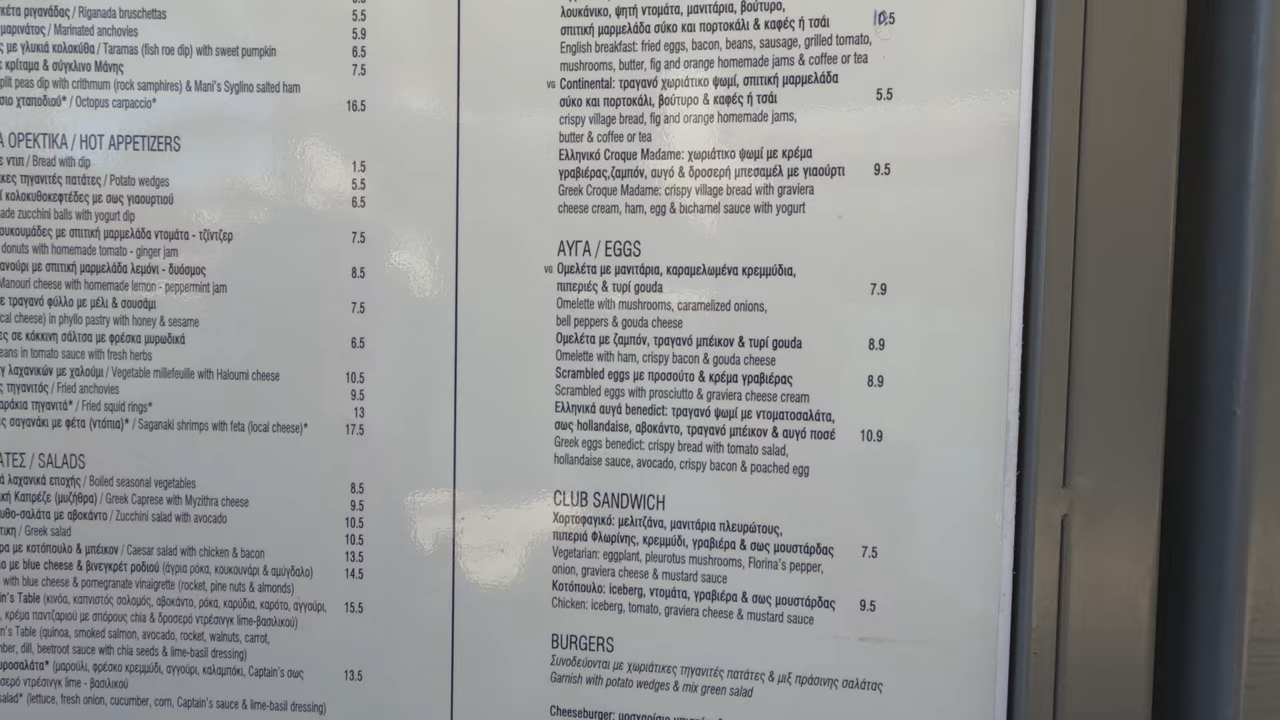 κέτα ριγανάδας / Riganada bruschettas 5.5
μαρινάτος / Marinated anchovies 5.9
ς με γλυκιά κολοκύθα / Taramas (fish roe dip) with sweet pumpkin 6.5
ε κρίταμα & σύγκλινο Μάνης 7.5
plit peas dip with crithmum (rock samphires) & Mani's Syglino salted ham
σιο χταποδιού* / Octopus carpaccio* 16.5
Α ΟΡΕΚΤΙΚΑ / HOT APPETIZERS
ε ντιπ / Bread with dip 1.5
ικες τηγανιτές πατάτες / Potato wedges 5.5
ί κολοκυθοκεφτέδες με σως γιαουρτιού 6.5
ade zucchini balls with yogurt dip
ουκουμάδες με σπιτική μαρμελάδα ντομάτα - τζίντζερ 7.5
donuts with homemade tomato - ginger jam
ανούρι με σπιτική μαρμελάδα λεμόνι - δυόσμος 8.5
Manouri cheese with homemade lemon - peppermint jam
ε τραγανό φύλλο με μέλι & σουσάμι 7.5
cal cheese) in phyllo pastry with honey & sesame
ες σε κόκκινη σάλτσα με φρέσκα μυρωδικά 6.5
eans in tomato sauce with fresh herbs
γ λαχανικών με χαλούμι / Vegetable millefeuille with Haloumi cheese 10.5
ς τηγανιτός / Fried anchovies 9.5
αράκια τηγανιτά* / Fried squid rings* 13
ς σαγανάκι με φέτα (ντόπια)* / Saganaki shrimps with feta (local cheese)* 17.5
ΑΤΕΣ / SALADS
ά λαχανικά εποχής / Boiled seasonal vegetables 8.5
ική Καπρέζε (μυζήθρα) / Greek Caprese with Myzithra cheese 9.5
υθο-σαλάτα με αβοκάντο / Zucchini salad with avocado 10.5
τικη / Greek salad 10.5
ρα με κοτόπουλο & μπέικον / Caesar salad with chicken & bacon 13.5
ο με blue cheese & βινεγκρέτ ροδιού (άγρια ρόκα, κουκουνάρι & αμύγδαλο) 14.5
with blue cheese & pomegranate vinaigrette (rocket, pine nuts & almonds)
in's Table (κινόα, καπνιστός σολομός, αβοκάντο, ρόκα, καρύδια, καρότο, αγγούρι, 15.5
, κρέμα παντζαριού με σπόρους chia & δροσερό ντρέσινγκ lime-βασιλικού)
n's Table (quinoa, smoked salmon, avocado, rocket, walnuts, carrot,
mber, dill, beetroot sauce with chia seeds & lime-basil dressing)
υροσαλάτα* (μαρούλι, φρέσκο κρεμμύδι, αγγούρι, καλαμπόκι, Captain's σως 13.5
σερό ντρέσινγκ lime - βασιλικού
salad* (lettuce, fresh onion, cucumber, corn, Captain's sauce & lime-basil dressing)
λουκάνικο, ψητή ντομάτα, μανιτάρια, βούτυρο,
σπιτική μαρμελάδα σύκο και πορτοκάλι & καφές ή τσάι 10.5
English breakfast: fried eggs, bacon, beans, sausage, grilled tomato,
mushrooms, butter, fig and orange homemade jams & coffee or tea
VG Continental: τραγανό χωριάτικο ψωμί, σπιτική μαρμελάδα
σύκο και πορτοκάλι, βούτυρο & καφές ή τσάι 5.5
crispy village bread, fig and orange homemade jams,
butter & coffee or tea
Ελληνικό Croque Madame: χωριάτικο ψωμί με κρέμα
γραβιέρας,ζαμπόν, αυγό & δροσερή μπεσαμέλ με γιαούρτι 9.5
Greek Croque Madame: crispy village bread with graviera
cheese cream, ham, egg & bichamel sauce with yogurt
ΑΥΓΑ / EGGS
VG Ομελέτα με μανιτάρια, καραμελωμένα κρεμμύδια,
πιπεριές & τυρί gouda 7.9
Omelette with mushrooms, caramelized onions,
bell peppers & gouda cheese
Ομελέτα με ζαμπόν, τραγανό μπέικον & τυρί gouda 8.9
Omelette with ham, crispy bacon & gouda cheese
Scrambled eggs με προσούτο & κρέμα γραβιέρας 8.9
Scrambled eggs with prosciutto & graviera cheese cream
Ελληνικά αυγά benedict: τραγανό ψωμί με ντοματοσαλάτα,
σως hollandaise, αβοκάντο, τραγανό μπέικον & αυγό ποσέ 10.9
Greek eggs benedict: crispy bread with tomato salad,
hollandaise sauce, avocado, crispy bacon & poached egg
CLUB SANDWICH
Χορτοφαγικό: μελιτζάνα, μανιτάρια πλευρώτους,
πιπεριά Φλωρίνης, κρεμμύδι, γραβιέρα & σως μουστάρδας 7.5
Vegetarian: eggplant, pleurotus mushrooms, Florina's pepper,
onion, graviera cheese & mustard sauce
Κοτόπουλο: iceberg, ντομάτα, γραβιέρα & σως μουστάρδας 9.5
Chicken: iceberg, tomato, graviera cheese & mustard sauce
BURGERS
Συνοδεύονται με χωριάτικες τηγανιτές πατάτες & μιξ πράσινης σαλάτας
Garnish with potato wedges & mix green salad
Cheeseburger: